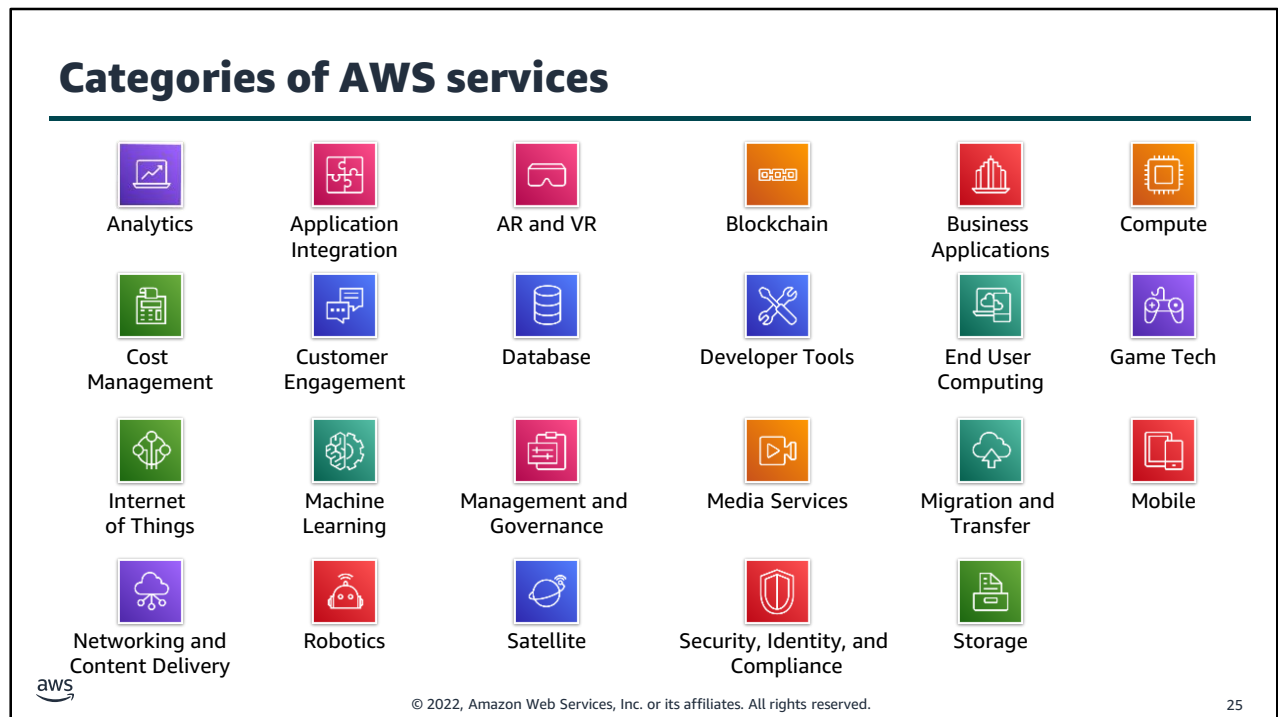 Categories of AWS services
Analytics
Application
Integration
AR and VR
Blockchain
Business
Applications
Compute
Cost
Management
Customer
Engagement
Database
Developer Tools
End User
Computing
Game Tech
Internet
of Things
Machine
Learning
Management and
Governance
Media Services
Migration and
Transfer
Mobile
Networking and
Content Delivery
Robotics
Satellite
Security, Identity, and
Compliance
Storage
aws
© 2022, Amazon Web Services, Inc. or its affiliates. All rights reserved.
25